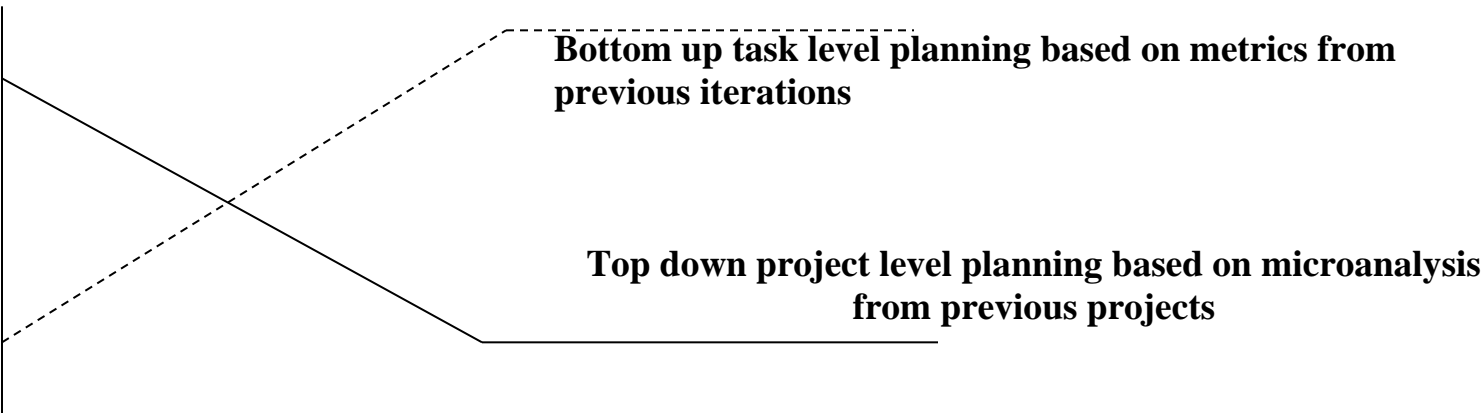 Bottom up task level planning based on metrics from
previous iterations
Top down project level planning based on microanalysis
from previous projects